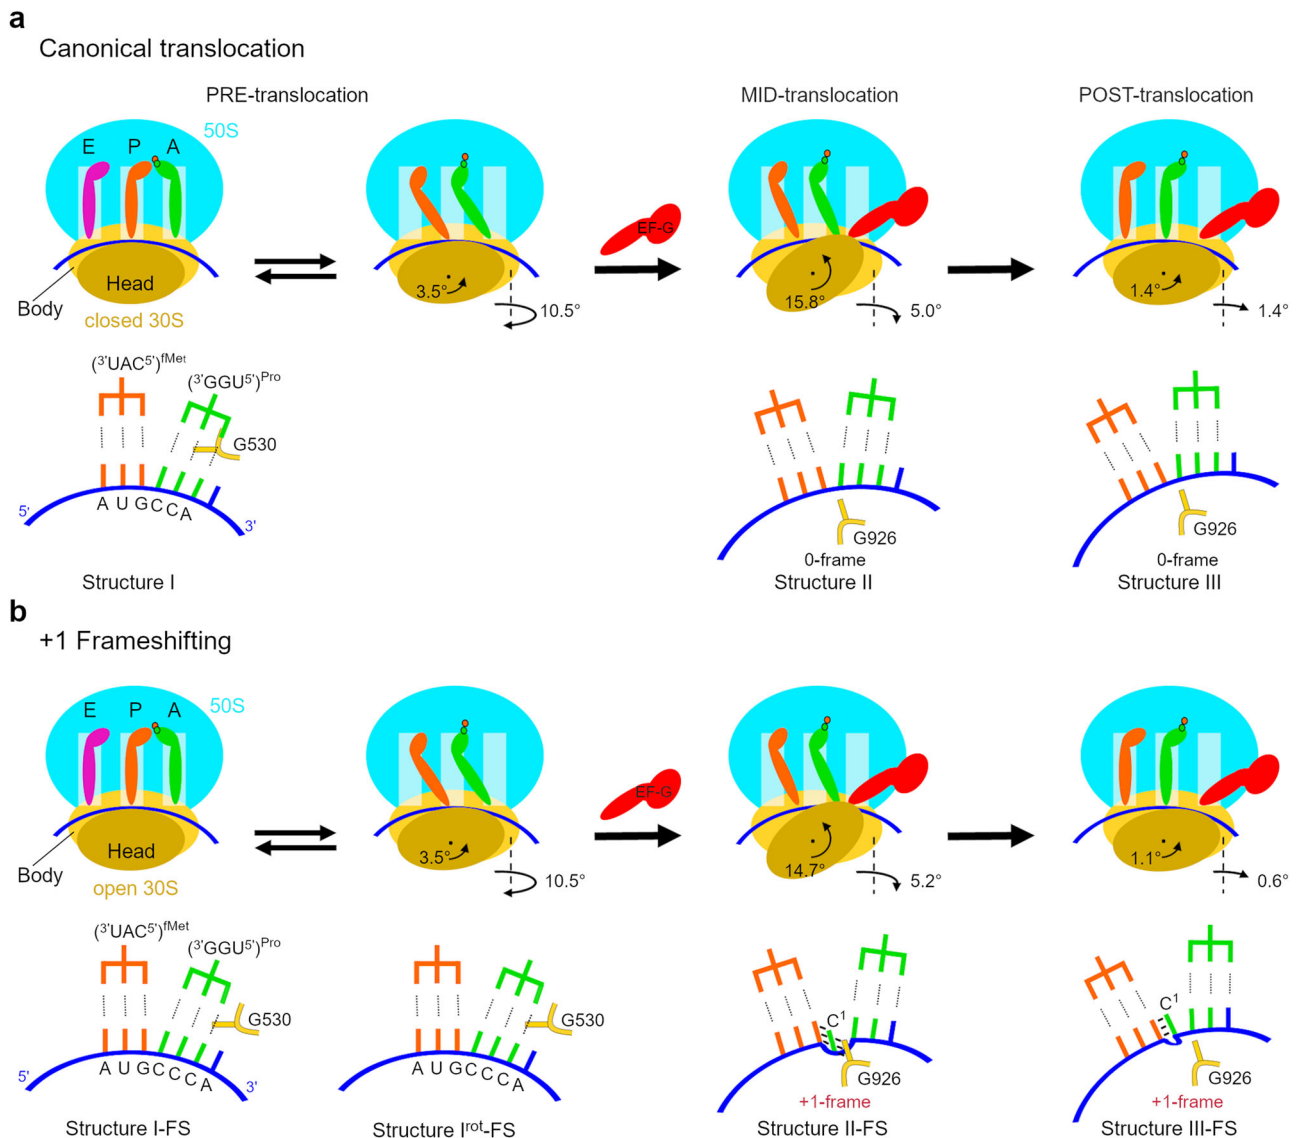 a
Canonical translocation
PRE-translocation
MID-translocation
POST-translocation
50S
E P A
EF-G
Head
Body
closed 30S
3.5°
10.5°
15.8°
5.0°
1.4°
1.4°
(3'UAC5')fMet
(3'GGU5')Pro
G530
A U G C C A
5'
3'
G926
0-frame
G926
0-frame
Structure I
Structure II
Structure III
b
+1 Frameshifting
50S
E P A
EF-G
Head
Body
open 30S
3.5°
10.5°
14.7°
5.2°
1.1°
0.6°
(3'UAC5')fMet
(3'GGU5')Pro
G530
G530
C1
C1
A U G C C C A
5'
3'
A U G C C C A
G926
+1-frame
G926
+1-frame
Structure I-FS
Structure Irot-FS
Structure II-FS
Structure III-FS